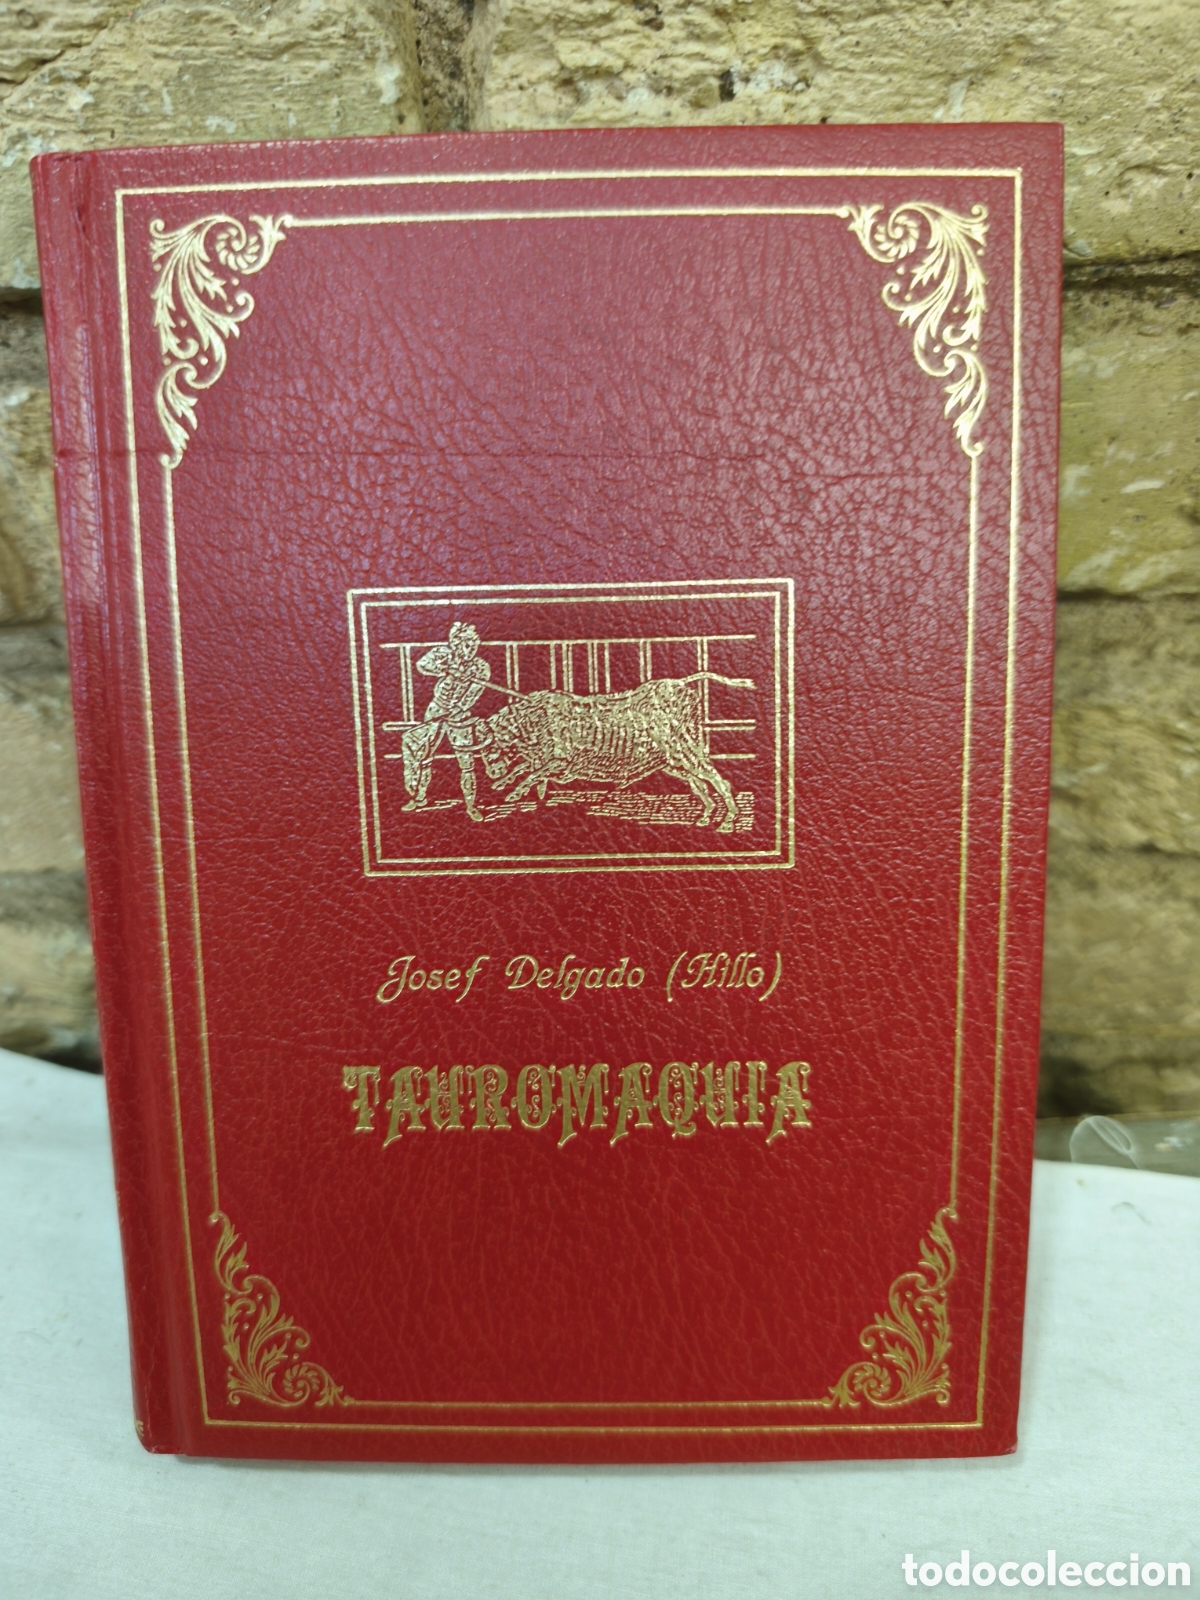 Josef Delgado (Hillo)
TAUROMAQUIA
todocoleccion